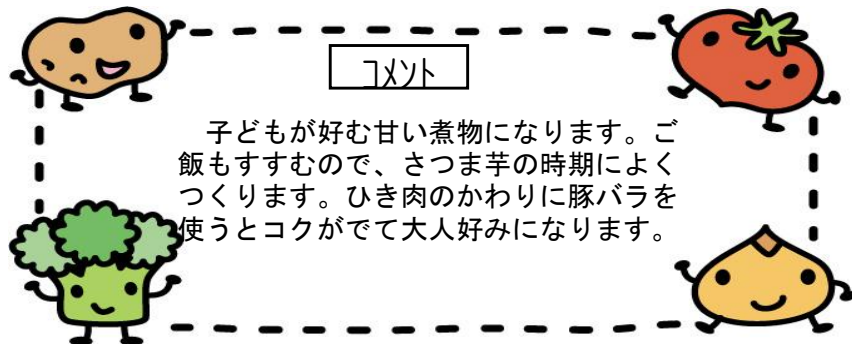 コメント
　子どもが好む甘い煮物になります。ご
飯もすすむので、さつま芋の時期によく
つくります。ひき肉のかわりに豚バラを
使うとコクがでて大人好みになります。